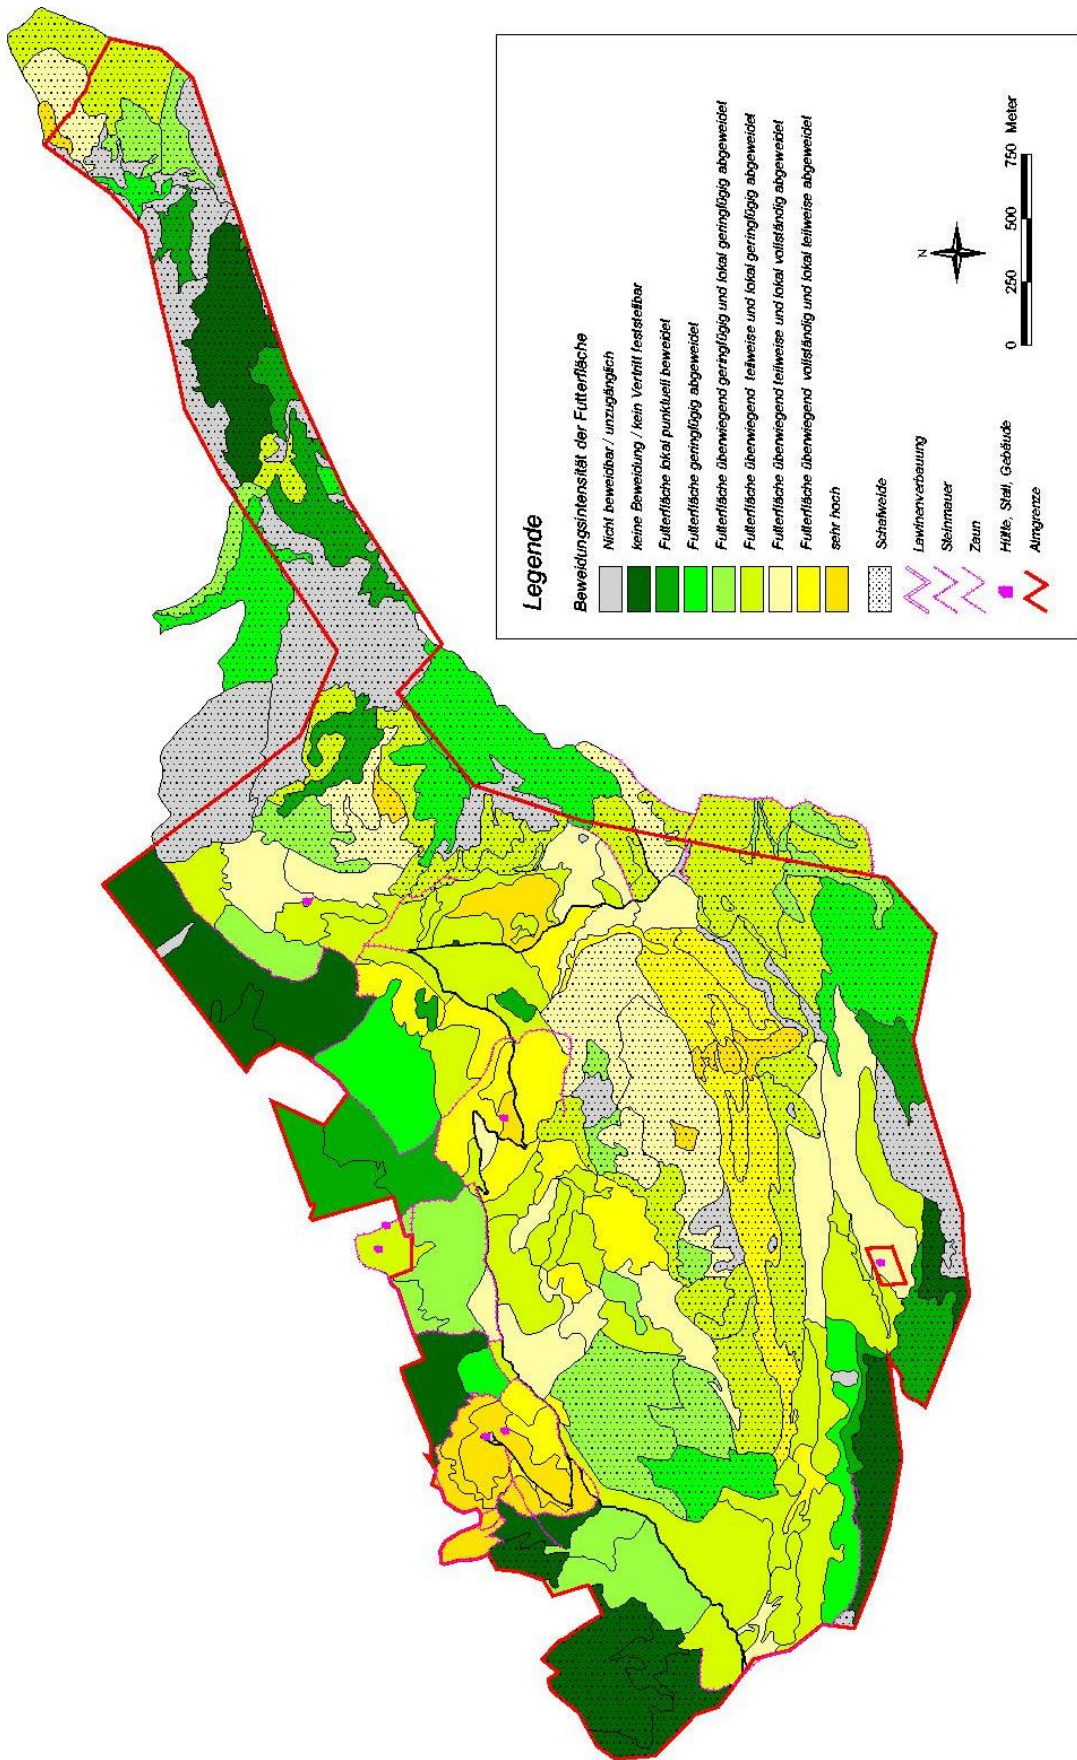 Legende
Beweidungsintensität der Futterfläche
Nicht beweidbar / unzugänglich
keine Beweidung / kein Vertritt feststellbar
Futterfläche lokal punktuell beweidet
Futterfläche geringfügig abgeweidet
Futterfläche überwiegend geringfügig und lokal geringfügig abgeweidet
Futterfläche überwiegend teilweise und lokal geringfügig abgeweidet
Futterfläche überwiegend teilweise und lokal vollständig abgeweidet
Futterfläche überwiegend vollständig und lokal teilweise abgeweidet
sehr hoch
Schafweide
Lawinenverbauung
Steinmauer
Zaun
Hütte, Stall, Gebäude
Almgrenze
N
0 250 500 750 Meter